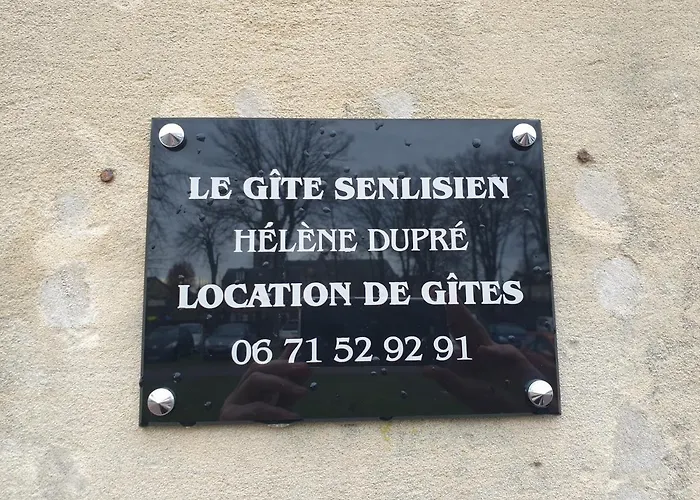 LE GÎTE SENLISIEN
HÉLÈNE DUPRÉ
LOCATION DE GÎTES
06 71 52 92 91